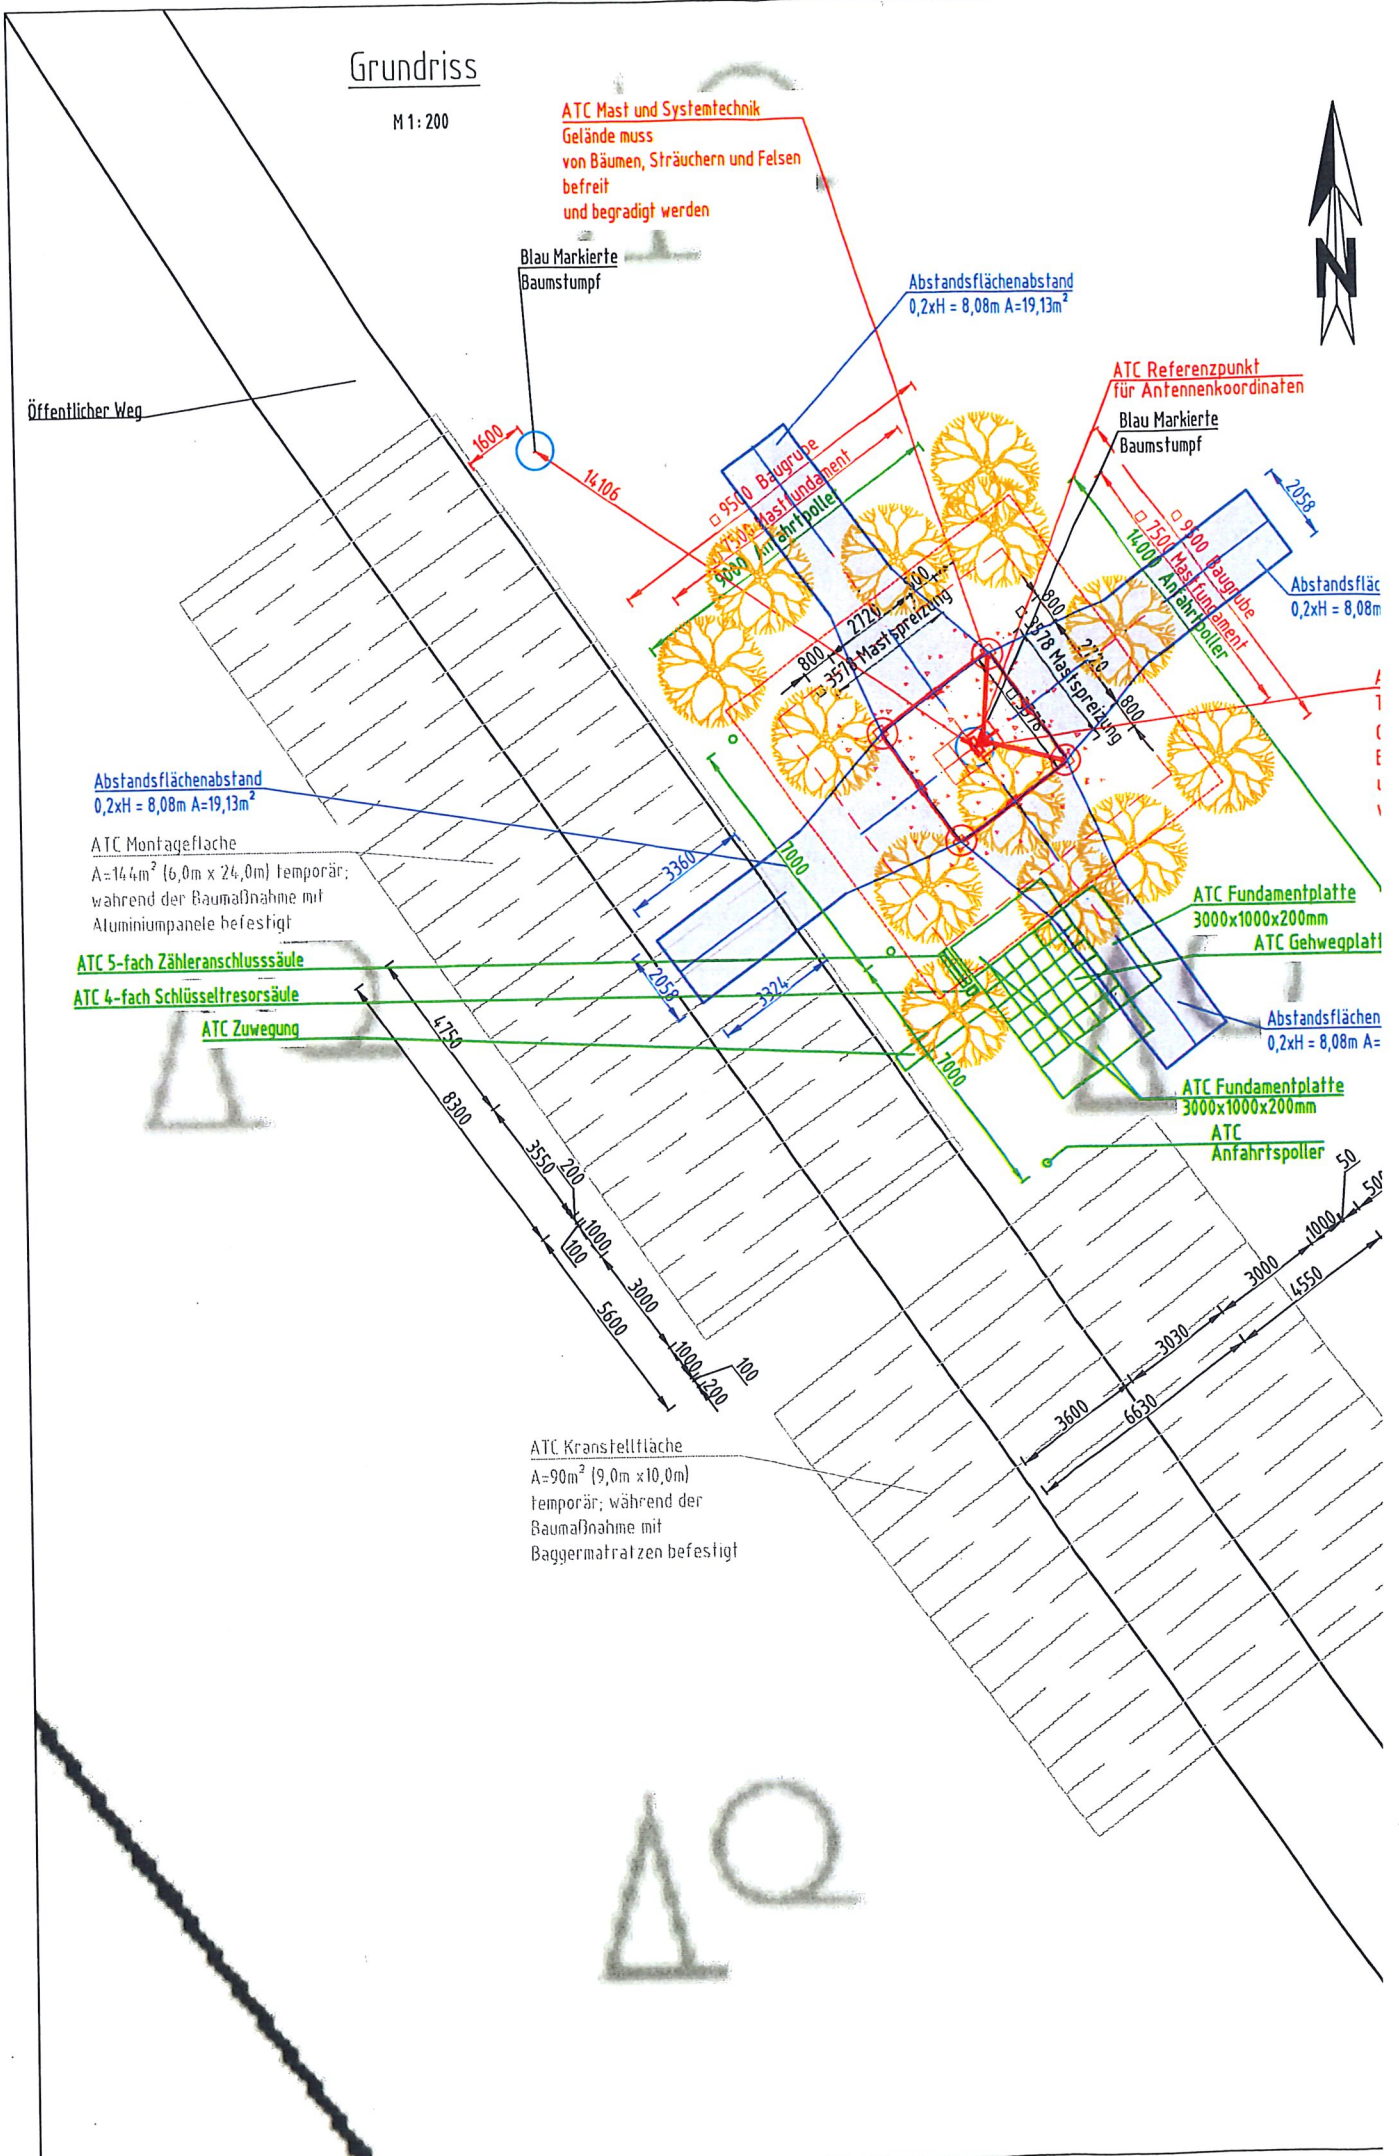 Grundriss
M 1:200
ATC Mast und Systemtechnik
Gelände muss
von Bäumen, Sträuchern und Felsen
befreit
und begradigt werden
Blau Markierte
Baumstumpf
Abstandsflächenabstand
0,2xH = 8,08m A=19,13m²
N
ATC Referenzpunkt
für Antennenkoordinaten
Blau Markierte
Baumstumpf
Öffentlicher Weg
1600
14106
□ 9500 Baugrube
7500 Mastfundament
9000 Anfahrtpoller
2058
□ 9500 Baugrube
□ 7500 Mastfundament
14000 Anfahrtpoller
Abstandsfläc
0,2xH = 8,08m
800
2720
600
□ 3578 Mastspreizung
800
2720
800
□ 3578 Mastspreizung
□ 3578
Abstandsflächenabstand
0,2xH = 8,08m A=19,13m²
ATC Montagefläche
A=144m² (6,0m x 24,0m) temporär;
während der Baumaßnahme mit
Aluminiumpanele befestigt
3360
7000
2058
3324
7000
ATC 5-fach Zähleranschlusssäule
ATC 4-fach Schlüsseltresorsäule
ATC Zuwegung
ATC Fundamentplatte
3000x1000x200mm
ATC Gehwegplatt
Abstandsflächen
0,2xH = 8,08m A=
ATC Fundamentplatte
3000x1000x200mm
ATC
Anfahrtspoller
4750
8300
3550
200
100
1000
3000
5600
1000
200
100
50
500
1000
3000
4550
3030
3600
6630
ATC Kranstellfläche
A=90m² (9,0m x10,0m)
temporär; während der
Baumaßnahme mit
Baggermatratzen befestigt